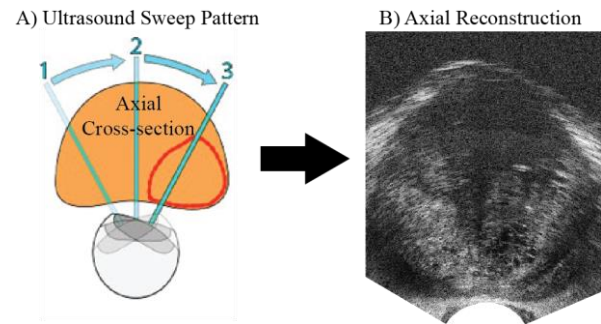 A) Ultrasound Sweep Pattern
B) Axial Reconstruction
1
2
3
Axial
Cross-section